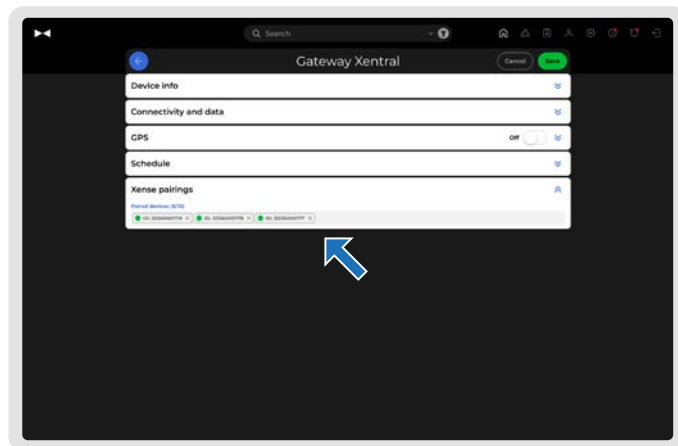 Search
Gateway Xentral
Cancel
Save
Device info
Connectivity and data
GPS
Off
Schedule
Xense pairings